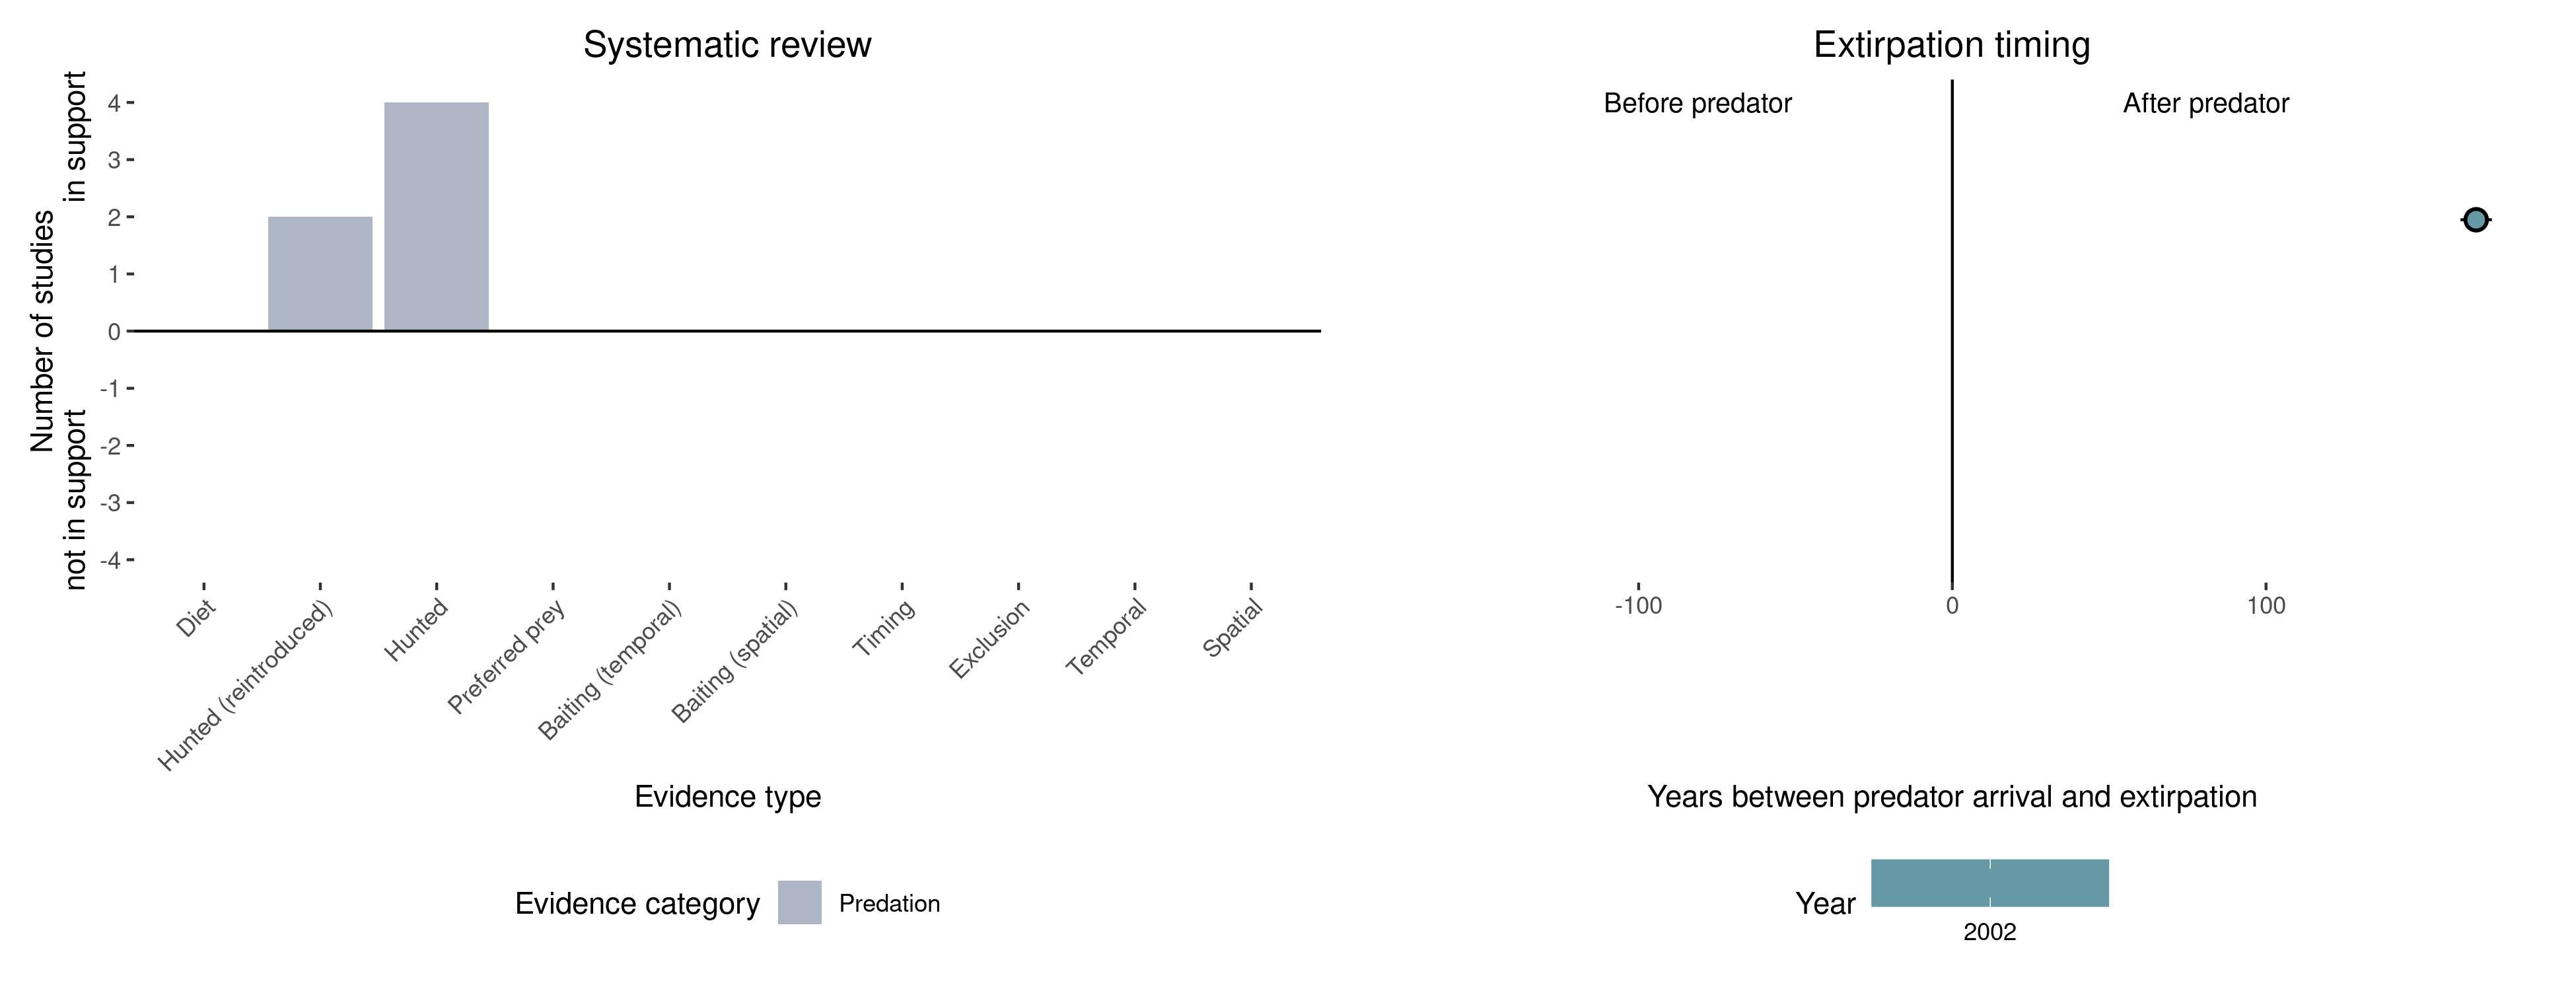 Systematic review
Number of studies
in support
not in support
4
3
2
1
0
-1
-2
-3
-4
Diet
Hunted (reintroduced)
Hunted
Preferred prey
Baiting (temporal)
Baiting (spatial)
Timing
Exclusion
Temporal
Spatial
Evidence type
Evidence category
Predation
Extirpation timing
Before predator
After predator
-100
0
100
Years between predator arrival and extirpation
Year
2002